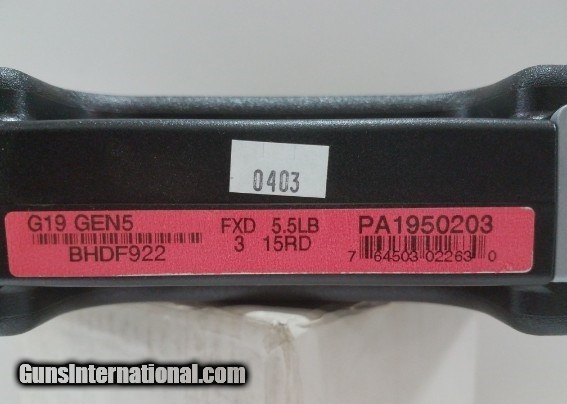 0403
G19 GEN5 FXD 5.5LB PA1950203
BHDF922 3 15RD 7 64503 02263 0
GunsInternational.com